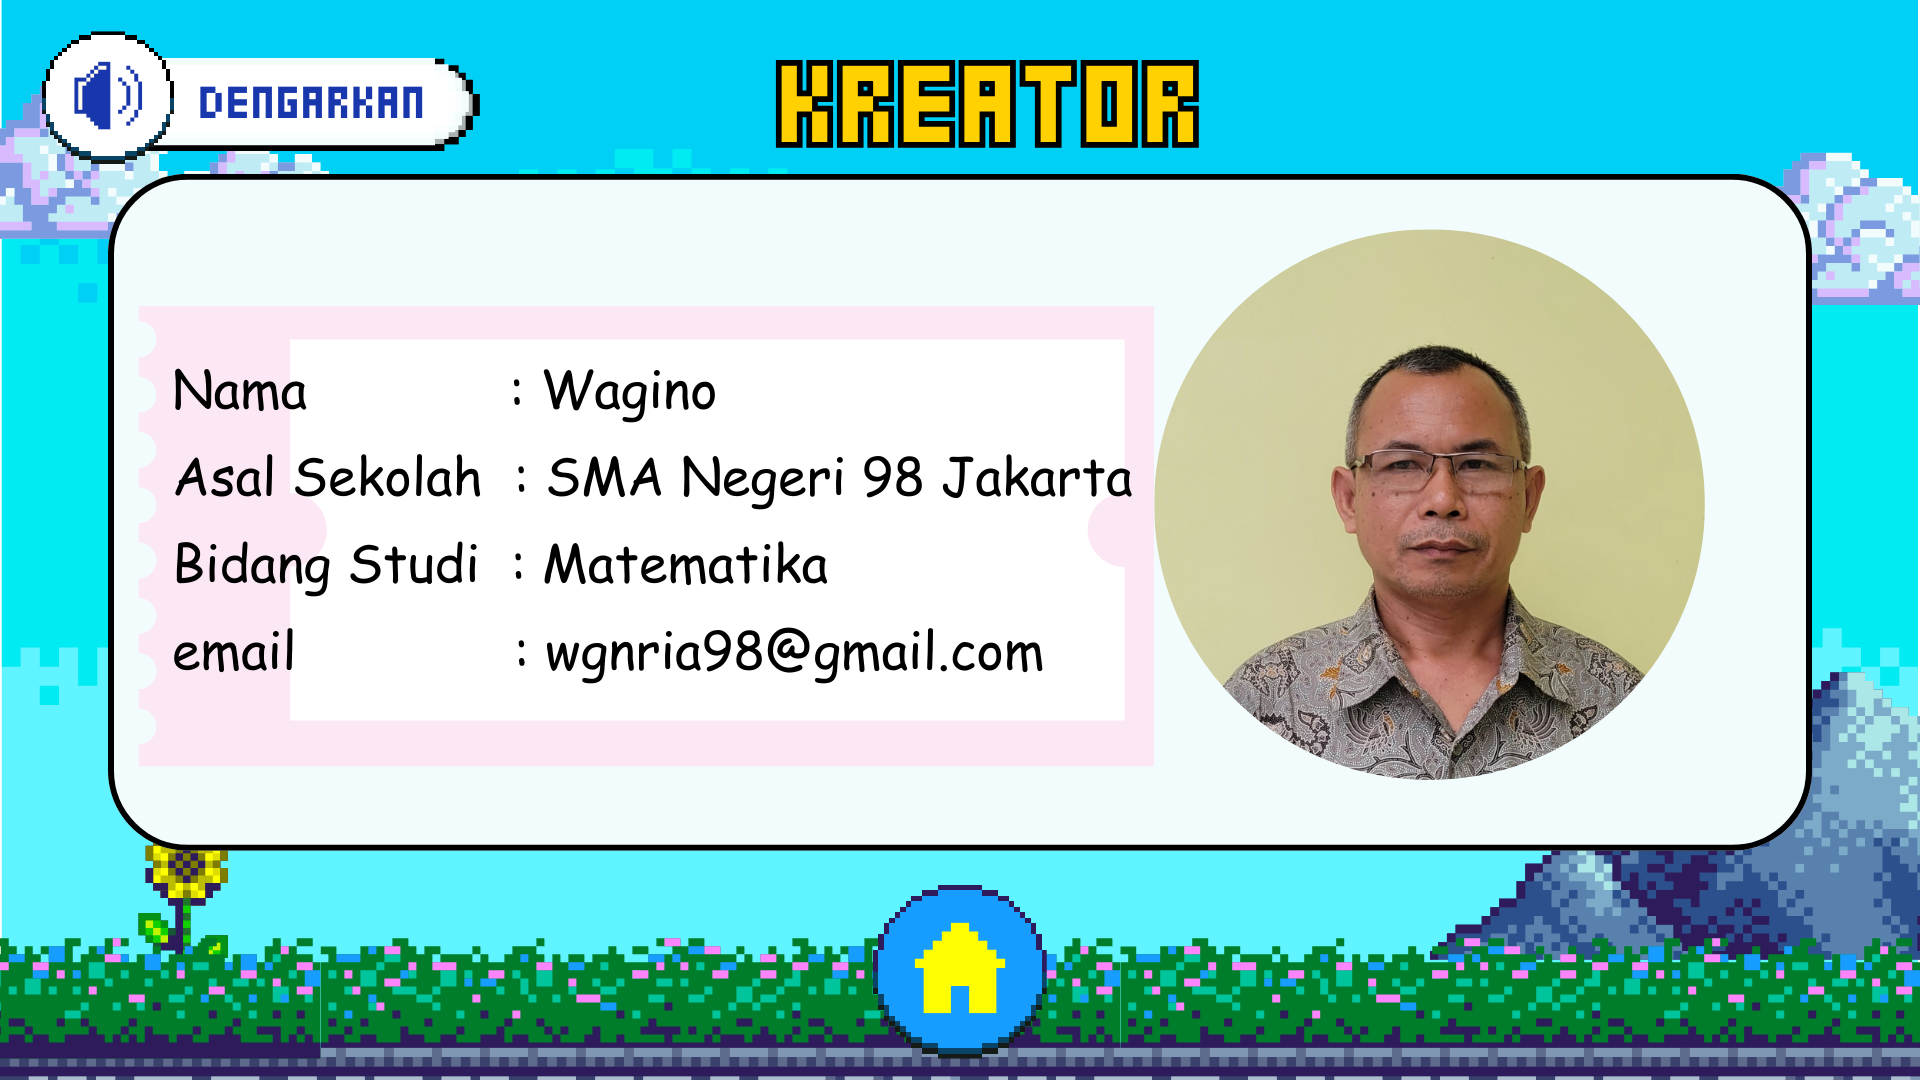 DENGARKAN
KREATOR
Nama : Wagino
Asal Sekolah : SMA Negeri 98 Jakarta
Bidang Studi : Matematika
email : wgnria98@gmail.com